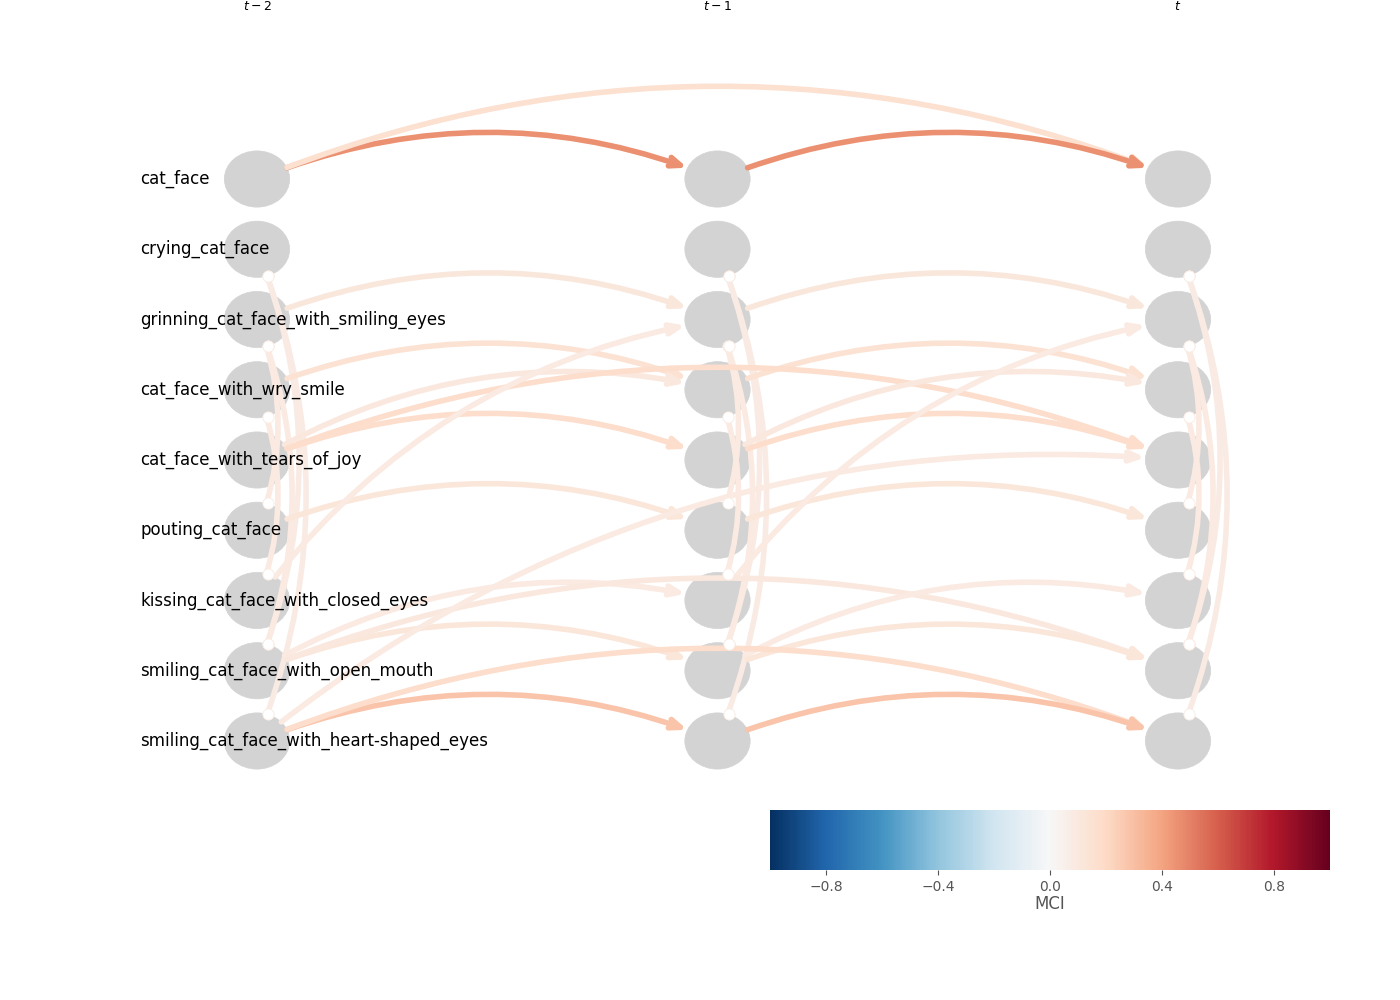 t − 2 t − 1 t
cat_face
crying_cat_face
grinning_cat_face_with_smiling_eyes
cat_face_with_wry_smile
cat_face_with_tears_of_joy
pouting_cat_face
kissing_cat_face_with_closed_eyes
smiling_cat_face_with_open_mouth
smiling_cat_face_with_heart-shaped_eyes
−0.8 −0.4 0.0 0.4 0.8
MCI